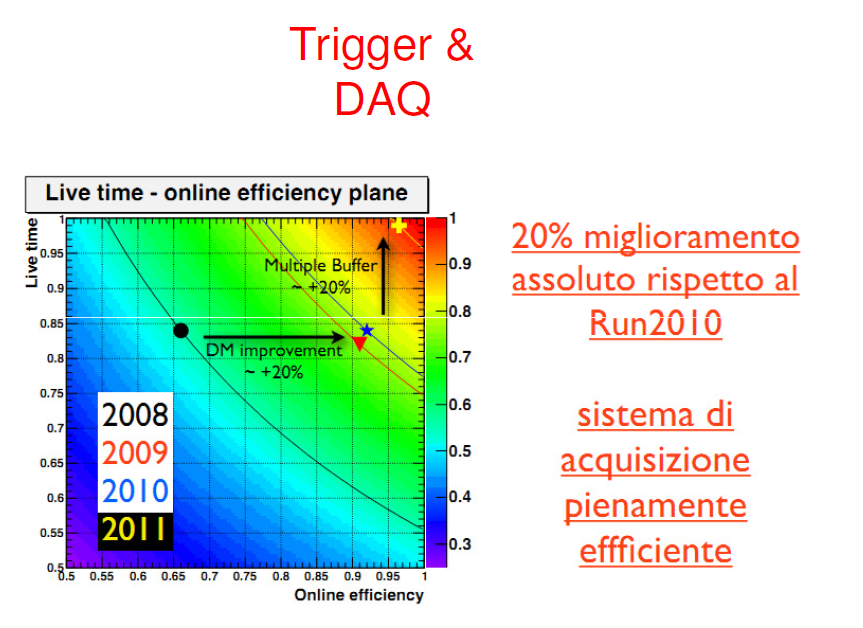 Trigger &
DAQ
Live time - online efficiency plane
Live time
1
0.95
0.9
0.85
0.8
0.75
0.7
0.65
0.6
0.55
0.5
Multiple Buffer
~ +20%
DM improvement
~ +20%
2008
2009
2010
2011
0.5 0.55 0.6 0.65 0.7 0.75 0.8 0.85 0.9 0.95 1
Online efficiency
1
0.9
0.8
0.7
0.6
0.5
0.4
0.3
20% miglioramento
assoluto rispetto al
Run2010
sistema di
acquisizione
pienamente
effficiente